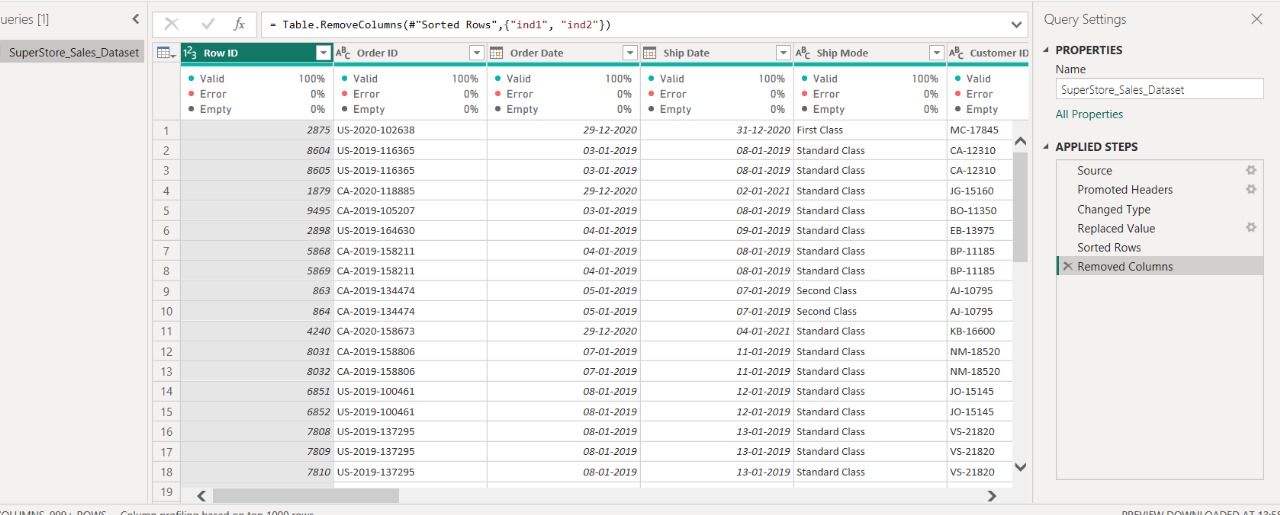 ueries [1]
= Table.RemoveColumns(#"Sorted Rows",{"ind1", "ind2"})
Query Settings
SuperStore_Sales_Dataset
Row ID Order ID Order Date Ship Date Ship Mode Customer ID
PROPERTIES
Name
SuperStore_Sales_Dataset
All Properties
Valid 100% Valid 100% Valid 100% Valid 100% Valid 100% Valid
Error 0% Error 0% Error 0% Error 0% Error 0% Error
Empty 0% Empty 0% Empty 0% Empty 0% Empty 0% Empty
1 2875 US-2020-102638 29-12-2020 31-12-2020 First Class MC-17845
2 8604 US-2019-116365 03-01-2019 08-01-2019 Standard Class CA-12310
3 8605 US-2019-116365 03-01-2019 08-01-2019 Standard Class CA-12310
4 1879 CA-2020-118885 29-12-2020 02-01-2021 Standard Class JG-15160
5 9495 CA-2019-105207 03-01-2019 08-01-2019 Standard Class BO-11350
6 2898 US-2019-164630 04-01-2019 09-01-2019 Standard Class EB-13975
7 5868 CA-2019-158211 04-01-2019 08-01-2019 Standard Class BP-11185
8 5869 CA-2019-158211 04-01-2019 08-01-2019 Standard Class BP-11185
9 863 CA-2019-134474 05-01-2019 07-01-2019 Second Class AJ-10795
10 864 CA-2019-134474 05-01-2019 07-01-2019 Second Class AJ-10795
11 4240 CA-2020-158673 29-12-2020 04-01-2021 Standard Class KB-16600
12 8031 CA-2019-158806 07-01-2019 11-01-2019 Standard Class NM-18520
13 8032 CA-2019-158806 07-01-2019 11-01-2019 Standard Class NM-18520
14 6851 US-2019-100461 08-01-2019 12-01-2019 Standard Class JO-15145
15 6852 US-2019-100461 08-01-2019 12-01-2019 Standard Class JO-15145
16 7808 US-2019-137295 08-01-2019 13-01-2019 Standard Class VS-21820
17 7809 US-2019-137295 08-01-2019 13-01-2019 Standard Class VS-21820
18 7810 US-2019-137295 08-01-2019 13-01-2019 Standard Class VS-21820
19
APPLIED STEPS
Source
Promoted Headers
Changed Type
Replaced Value
Sorted Rows
Removed Columns
COLUMNS, 999+ ROWS Column profiling based on top 1000 rows
PREVIEW DOWNLOADED AT 13:5